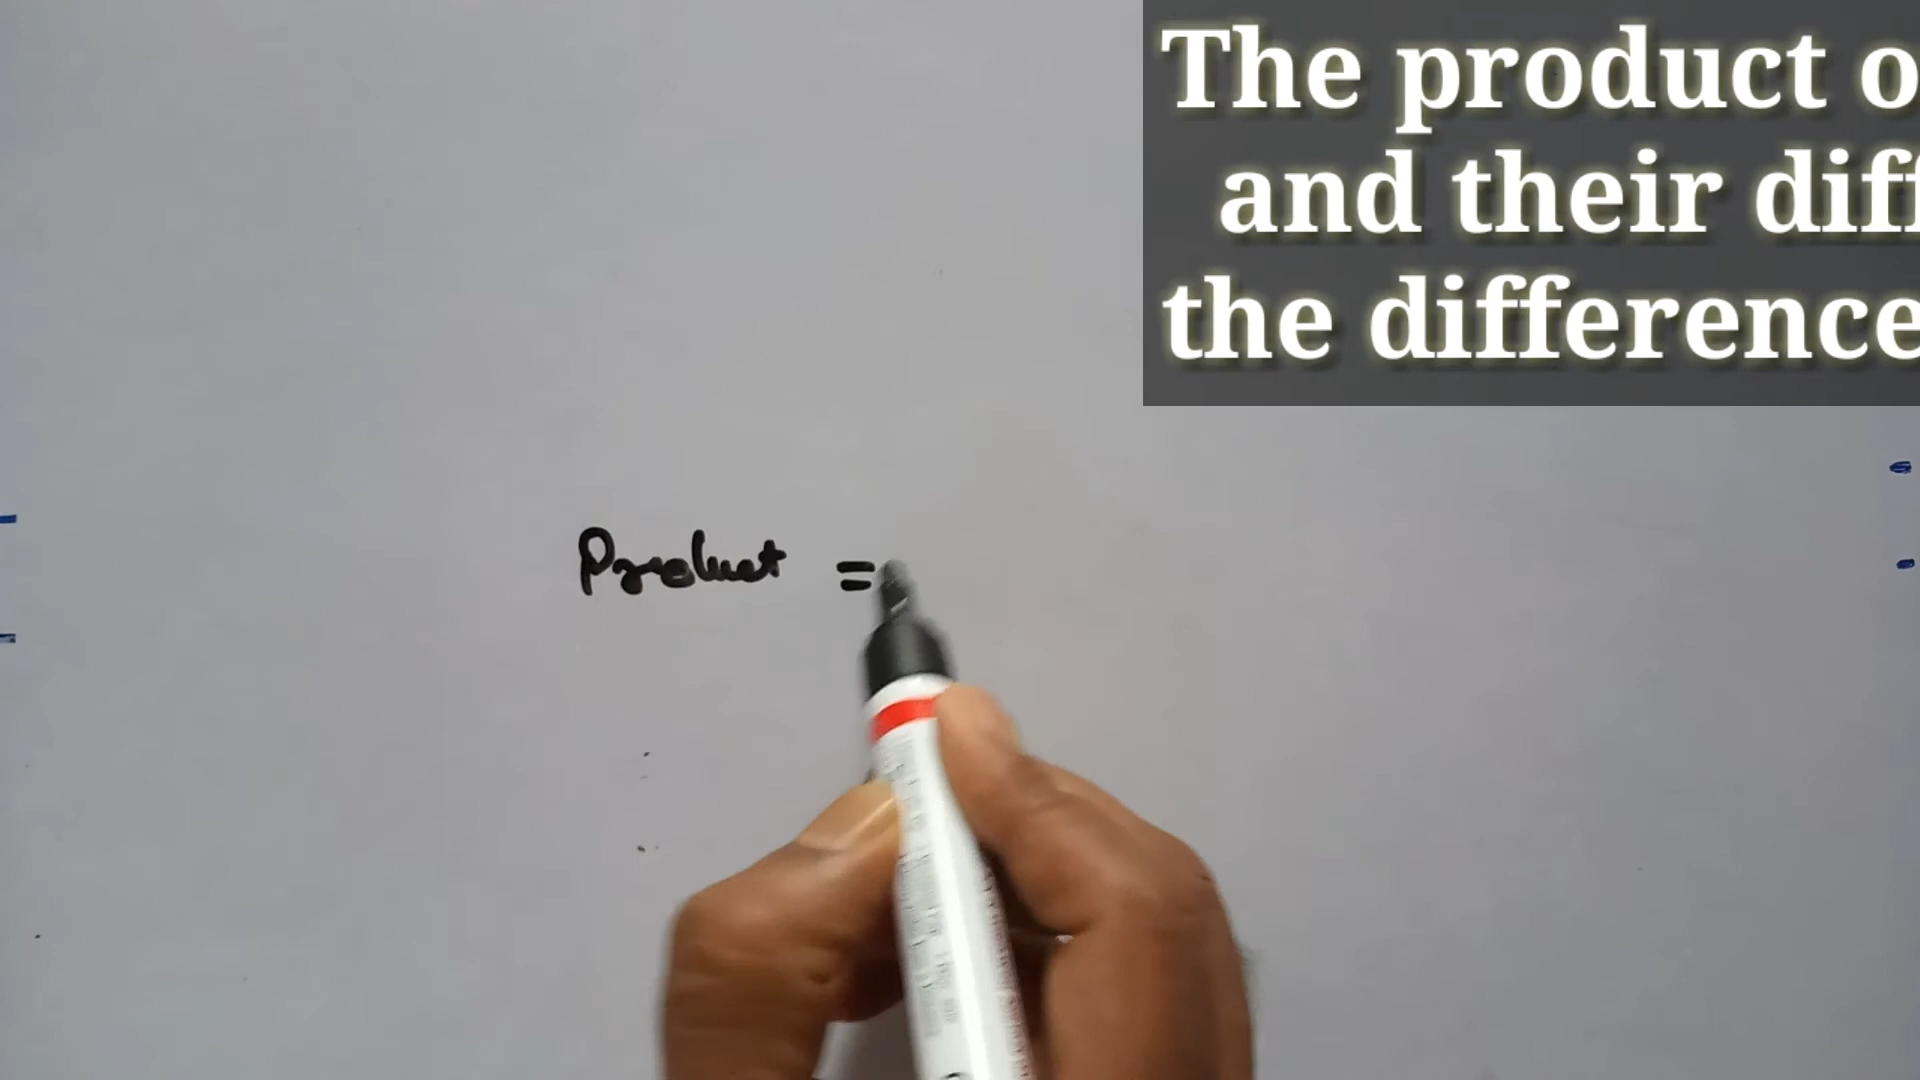 The product o
and their diff
the difference
Product =